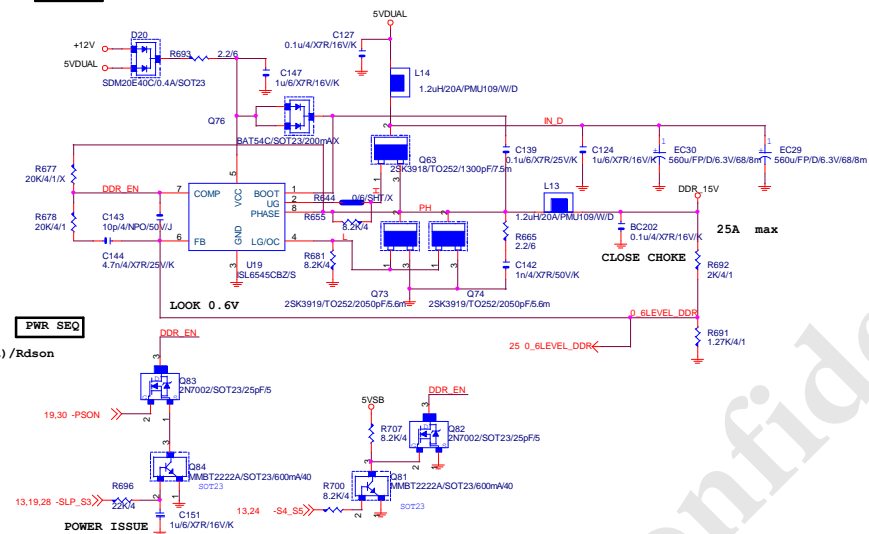 5VDUAL
D20
+12V
5VDUAL
SDM20E40C/0.4A/SOT23
R693
2.2/6
C127
0.1u/4/X7R/16V/K
C147
1u/6/X7R/16V/K
L14
1.2uH/20A/PMU109/W/D
IN_D
Q76
BAT54C/SOT23/200mA/X
Q63
2SK3918/TO252/1300pF/7.5m
C139
0.1u/6/X7R/25V/K
C124
1u/6/X7R/16V/K
EC30
560u/FP/D/6.3V/68/8m
EC29
560u/FP/D/6.3V/68/8m
R677
20K/4/1/X
DDR_EN
R678
20K/4/1
C143
10p/4/NPO/50V/J
C144
4.7n/4/X7R/25V/K
7 COMP
6 FB
5 VCC
3 GND
BOOT 1
UG 2
PHASE 8
LG/OC 4
U19
ISL6545CBZ/S
R644
0/6/SHT/X
R655
8.2K/4
PH
R681
8.2K/4
L13
1.2uH/20A/PMU109/W/D
DDR_15V
R665
2.2/6
C142
1n/4/X7R/50V/K
BC202
0.1u/4/X7R/16V/K
25A max
CLOSE CHOKE
R692
2K/4/1
Q73
2SK3919/TO252/2050pF/5.6m
Q74
2SK3919/TO252/2050pF/5.6m
LOOK 0.6V
0_6LEVEL_DDR
R691
1.27K/4/1
25 0_6LEVEL_DDR
PWR SEQ
)/Rdson
DDR_EN
Q83
2N7002/SOT23/25pF/5
19,30 -PSON
Q84
MMBT2222A/SOT23/600mA/40
SOT23
R696
22K/4
13,19,28 -SLP_S3
C151
1u/6/X7R/16V/K
POWER ISSUE
5VSB
DDR_EN
R707
8.2K/4
Q82
2N7002/SOT23/25pF/5
Q81
MMBT2222A/SOT23/600mA/40
SOT23
R700
8.2K/4
13,24 -S4_S5
onfid